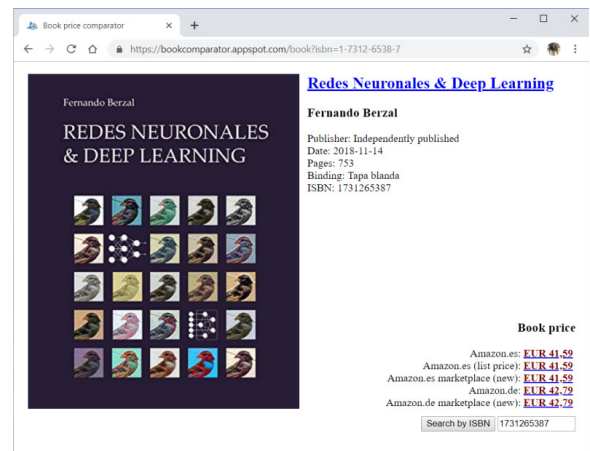 Book price comparator
https://bookcomparator.appspot.com/book?isbn=1-7312-6538-7
Fernando Berzal
REDES NEURONALES
& DEEP LEARNING
Redes Neuronales & Deep Learning
Fernando Berzal
Publisher: Independently published
Date: 2018-11-14
Pages: 753
Binding: Tapa blanda
ISBN: 1731265387
Book price
Amazon.es: EUR 41,59
Amazon.es (list price): EUR 41,59
Amazon.es marketplace (new): EUR 41,59
Amazon.de: EUR 42,79
Amazon.de marketplace (new): EUR 42,79
Search by ISBN 1731265387